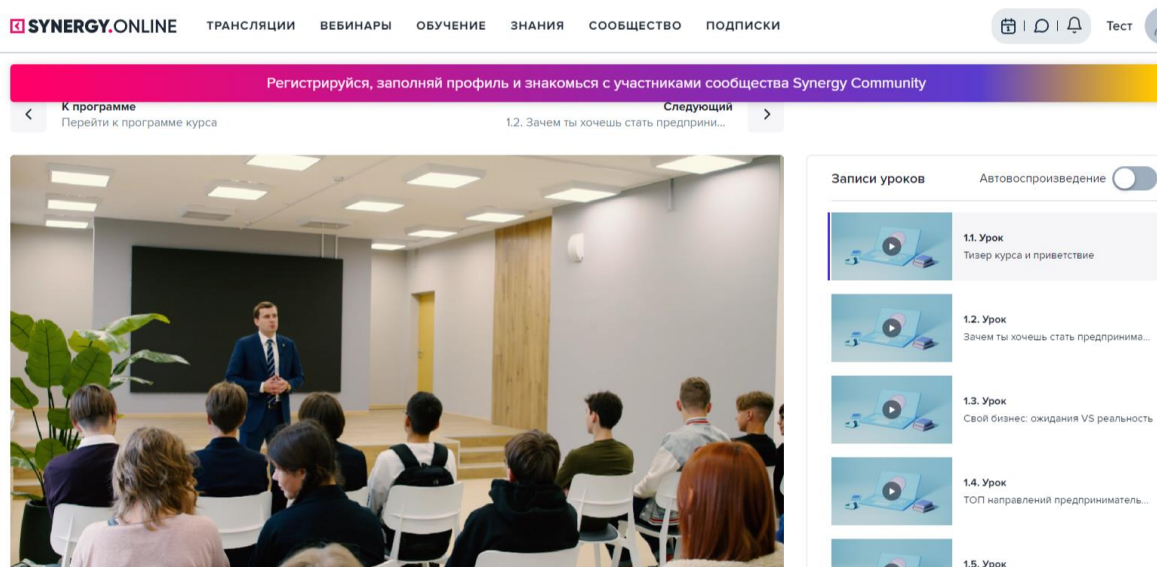 SYNERGY.ONLINE
ТРАНСЛЯЦИИ
ВЕБИНАРЫ
ОБУЧЕНИЕ
ЗНАНИЯ
СООБЩЕСТВО
ПОДПИСКИ
Тест
Регистрируйся, заполняй профиль и знакомься с участниками сообщества Synergy Community
К программе
Перейти к программе курса
Следующий
1.2. Зачем ты хочешь стать предприни...
Записи уроков
Автовоспроизведение
1.1. Урок
Тизер курса и приветствие
1.2. Урок
Зачем ты хочешь стать предпринима...
1.3. Урок
Свой бизнес: ожидания VS реальность
1.4. Урок
ТОП направлений предприниматель...
1.5. Урок